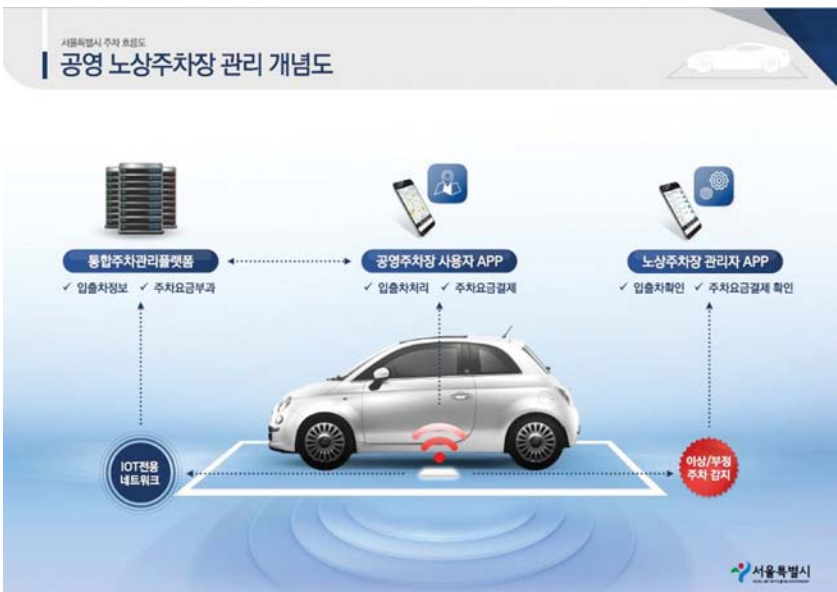 서울특별시 주차 흐름도
공영 노상주차장 관리 개념도
통합주차관리플랫폼
✓ 입출차정보 ✓ 주차요금부과
공영주차장 사용자 APP
✓ 입출차처리 ✓ 주차요금결제
노상주차장 관리자 APP
✓ 입출차확인 ✓ 주차요금결제 확인
IOT전용
네트워크
이상/부정
주차 감지
서울특별시